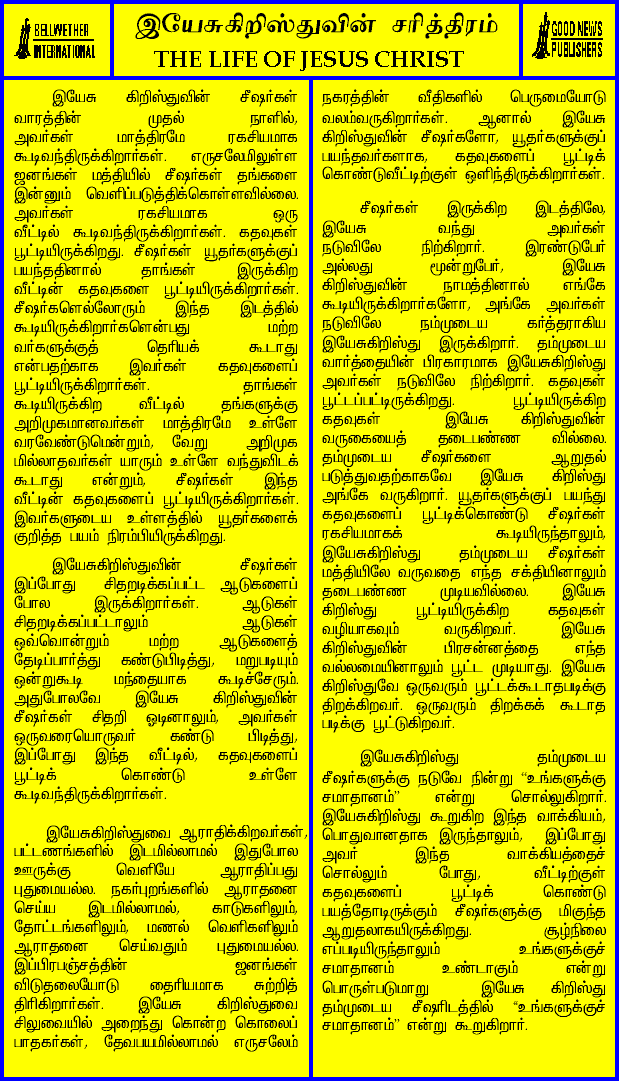 BELLWETHER
INTERNATIONAL
இயேசுகிறிஸ்துவின் சரித்திரம்
THE LIFE OF JESUS CHRIST
GOOD NEWS
PUBLISHERS
இயேசு கிறிஸ்துவின் சீஷர்கள்
வாரத்தின் முதல் நாளில்,
அவர்கள் மாத்திரமே ரகசியமாக
கூடிவந்திருக்கிறார்கள். எருசலேமிலுள்ள
ஜனங்கள் மத்தியில் சீஷர்கள் தங்களை
இன்னும் வெளிப்படுத்திக்கொள்ளவில்லை.
அவர்கள் ரகசியமாக ஒரு
வீட்டில் கூடிவந்திருக்கிறார்கள். கதவுகள்
பூட்டியிருக்கிறது. சீஷர்கள் யூதர்களுக்குப்
பயந்ததினால் தாங்கள் இருக்கிற
வீட்டின் கதவுகளை பூட்டியிருக்கிறார்கள்.
சீஷர்களெல்லோரும் இந்த இடத்தில்
கூடியிருக்கிறார்களென்பது மற்ற
வர்களுக்குத் தெரியக் கூடாது
என்பதற்காக இவர்கள் கதவுகளைப்
பூட்டியிருக்கிறார்கள். தாங்கள்
கூடியிருக்கிற வீட்டில் தங்களுக்கு
அறிமுகமானவர்கள் மாத்திரமே உள்ளே
வரவேண்டுமென்றும், வேறு அறிமுக
மில்லாதவர்கள் யாரும் உள்ளே வந்துவிடக்
கூடாது என்றும், சீஷர்கள் இந்த
வீட்டின் கதவுகளைப் பூட்டியிருக்கிறார்கள்.
இவர்களுடைய உள்ளத்தில் யூதர்களைக்
குறித்த பயம் நிரம்பியிருக்கிறது.
இயேசுகிறிஸ்துவின் சீஷர்கள்
இப்போது சிதறடிக்கப்பட்ட ஆடுகளைப்
போல இருக்கிறார்கள். ஆடுகள்
சிதறடிக்கப்பட்டாலும் ஆடுகள்
ஒவ்வொன்றும் மற்ற ஆடுகளைத்
தேடிப்பார்த்து கண்டுபிடித்து, மறுபடியும்
ஒன்றுகூடி மந்தையாக கூடிச்சேரும்.
அதுபோலவே இயேசு கிறிஸ்துவின்
சீஷர்கள் சிதறி ஓடினாலும், அவர்கள்
ஒருவரையொருவர் கண்டு பிடித்து,
இப்போது இந்த வீட்டில், கதவுகளைப்
பூட்டிக் கொண்டு உள்ளே
கூடிவந்திருக்கிறார்கள்.
இயேசுகிறிஸ்துவை ஆராதிக்கிறவர்கள்,
பட்டணங்களில் இடமில்லாமல் இதுபோல
ஊருக்கு வெளியே ஆராதிப்பது
புதுமையல்ல. நகர்புறங்களில் ஆராதனை
செய்ய இடமில்லாமல், காடுகளிலும்,
தோட்டங்களிலும், மணல் வெளிகளிலும்
ஆராதனை செய்வதும் புதுமையல்ல.
இப்பிரபஞ்சத்தின் ஜனங்கள்
விடுதலையோடு தைரியமாக சுற்றித்
திரிகிறார்கள். இயேசு கிறிஸ்துவை
சிலுவையில் அறைந்து கொன்ற கொலைப்
பாதகர்கள், தேவபயமில்லாமல் எருசலேம்
நகரத்தின் வீதிகளில் பெருமையோடு
வலம்வருகிறார்கள். ஆனால் இயேசு
கிறிஸ்துவின் சீஷர்களோ, யூதர்களுக்குப்
பயந்தவர்களாக, கதவுகளைப் பூட்டிக்
கொண்டுவீட்டிற்குள் ஒளிந்திருக்கிறார்கள்.
சீஷர்கள் இருக்கிற இடத்திலே,
இயேசு வந்து அவர்கள்
நடுவிலே நிற்கிறார். இரண்டுபேர்
அல்லது மூன்றுபேர், இயேசு
கிறிஸ்துவின் நாமத்தினால் எங்கே
கூடியிருக்கிறார்களோ, அங்கே அவர்கள்
நடுவிலே நம்முடைய கர்த்தராகிய
இயேசுகிறிஸ்து இருக்கிறார். தம்முடைய
வார்த்தையின் பிரகாரமாக இயேசுகிறிஸ்து
அவர்கள் நடுவிலே நிற்கிறார். கதவுகள்
பூட்டப்பட்டிருக்கிறது. பூட்டியிருக்கிற
கதவுகள் இயேசு கிறிஸ்துவின்
வருகையைத் தடைபண்ண வில்லை.
தம்முடைய சீஷர்களை ஆறுதல்
படுத்துவதற்காகவே இயேசு கிறிஸ்து
அங்கே வருகிறார். யூதர்களுக்குப் பயந்து
கதவுகளைப் பூட்டிக்கொண்டு சீஷர்கள்
ரகசியமாகக் கூடியிருந்தாலும்,
இயேசுகிறிஸ்து தம்முடைய சீஷர்கள்
மத்தியிலே வருவதை எந்த சக்தியினாலும்
தடைபண்ண முடியவில்லை. இயேசு
கிறிஸ்து பூட்டியிருக்கிற கதவுகள்
வழியாகவும் வருகிறவர். இயேசு
கிறிஸ்துவின் பிரசன்னத்தை எந்த
வல்லமையினாலும் பூட்ட முடியாது. இயேசு
கிறிஸ்துவே ஒருவரும் பூட்டக்கூடாதபடிக்கு
திறக்கிறவர். ஒருவரும் திறக்கக் கூடாத
படிக்கு பூட்டுகிறவர்.
இயேசுகிறிஸ்து தம்முடைய
சீஷர்களுக்கு நடுவே நின்று “உங்களுக்கு
சமாதானம்” என்று சொல்லுகிறார்.
இயேசுகிறிஸ்து கூறுகிற இந்த வாக்கியம்,
பொதுவானதாக இருந்தாலும், இப்போது
அவர் இந்த வாக்கியத்தைச்
சொல்லும் போது, வீட்டிற்குள்
கதவுகளைப் பூட்டிக் கொண்டு
பயத்தோடிருக்கும் சீஷர்களுக்கு மிகுந்த
ஆறுதலாகயிருக்கிறது. சூழ்நிலை
எப்படியிருந்தாலும் உங்களுக்குச்
சமாதானம் உண்டாகும் என்று
பொருள்படுமாறு இயேசு கிறிஸ்து
தம்முடைய சீஷரிடத்தில் “உங்களுக்குச்
சமாதானம்” என்று கூறுகிறார்.